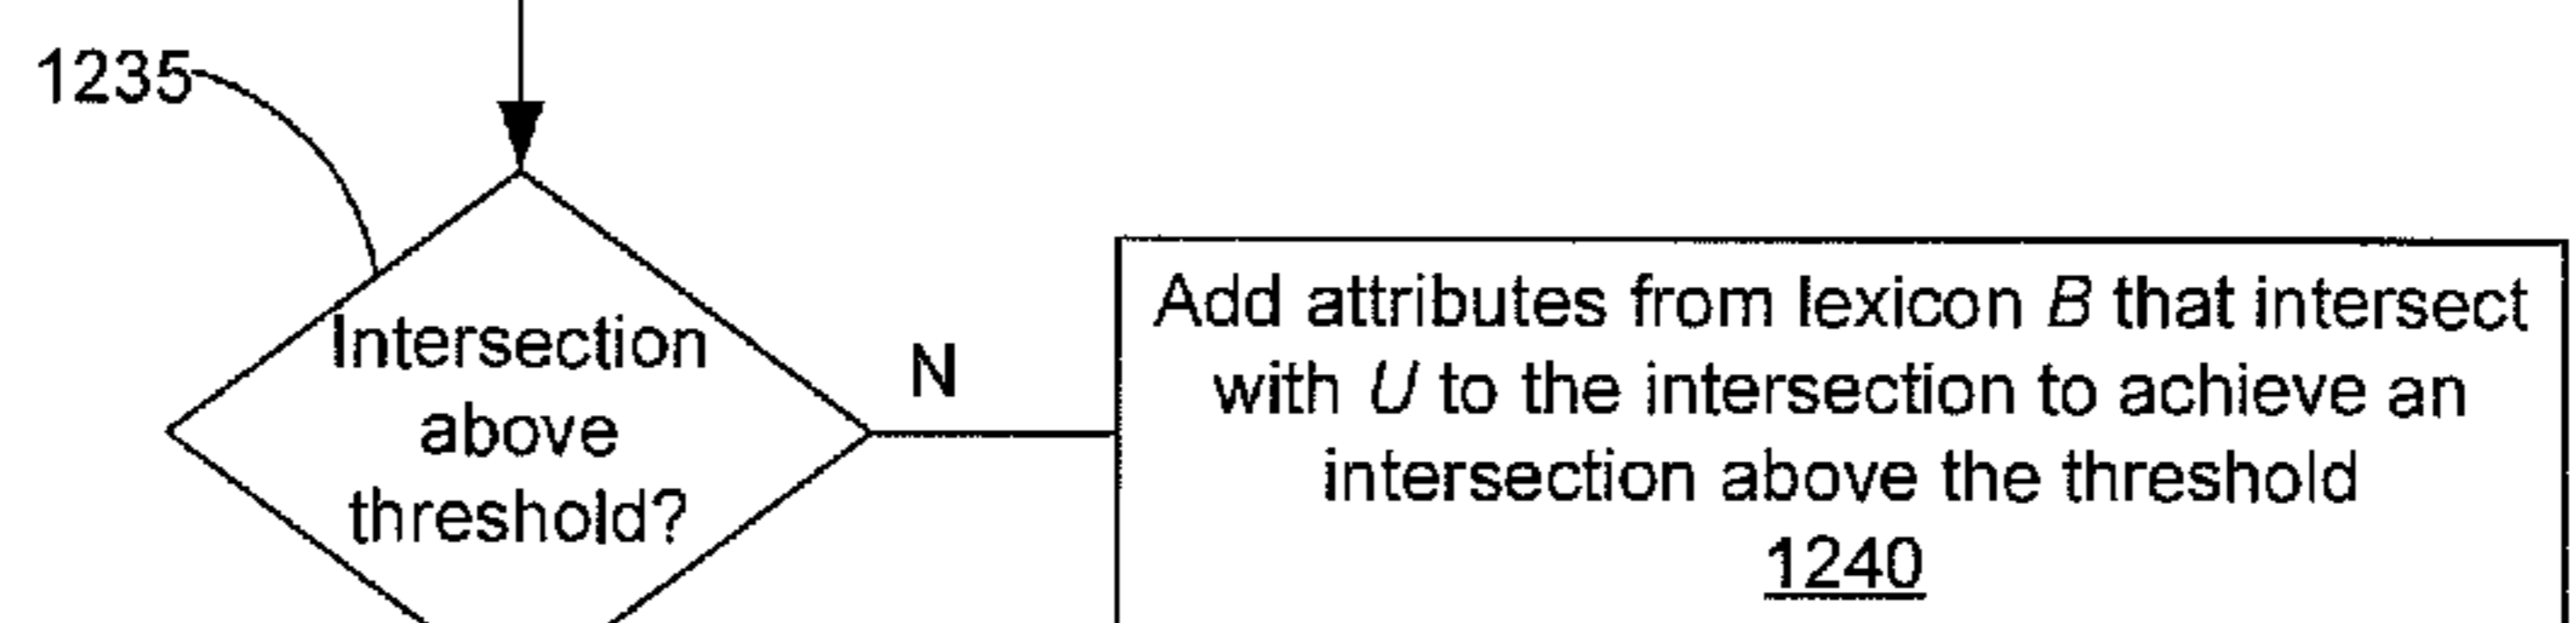 1235
Intersection
above
threshold?
N
Add attributes from lexicon B that intersect
with U to the intersection to achieve an
intersection above the threshold
1240